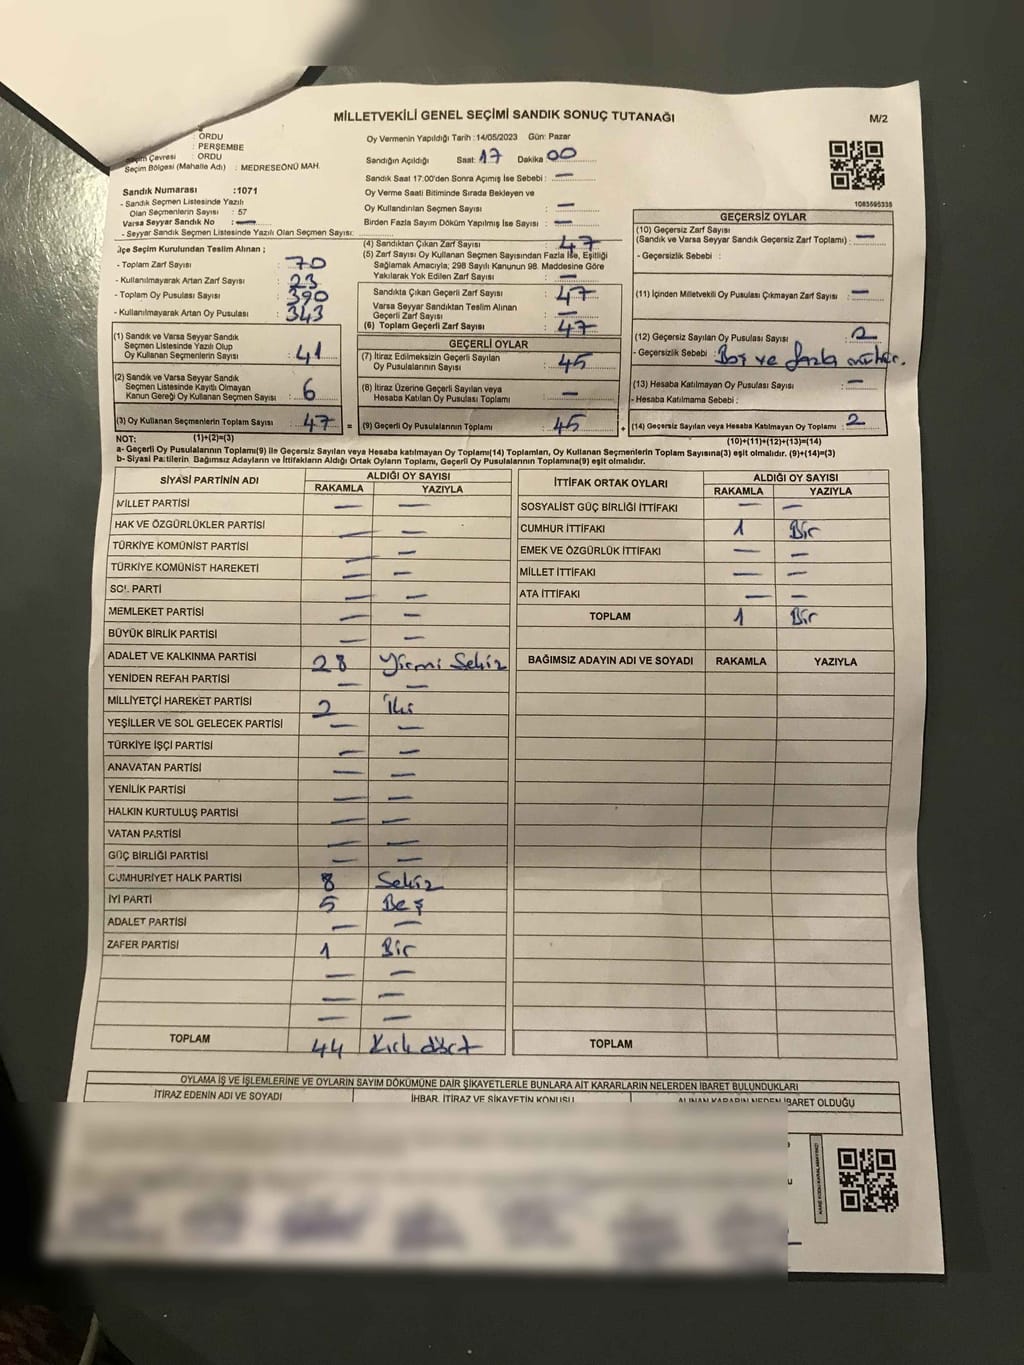 MİLLETVEKİLİ GENEL SEÇİMİ SANDIK SONUÇ TUTANAĞI
M/2
: ORDU
: PERŞEMBE
Seçim Çevresi : ORDU
Seçim Bölgesi (Mahalle Adı) : MEDRESEÖNÜ MAH.
Sandık Numarası :1071
- Sandık Seçmen Listesinde Yazılı
Olan Seçmenlerin Sayısı : 57
Varsa Seyyar Sandık No : —
- Seyyar Sandık Seçmen Listesinde Yazılı Olan Seçmen Sayısı:
Oy Vermenin Yapıldığı Tarih :14/05/2023 Gün: Pazar
Sandığın Açıldığı Saat: 17 Dakika 00
Sandık Saat 17:00'den Sonra Açımış İse Sebebi : —
Oy Verme Saati Bitiminde Sırada Bekleyen ve
Oy Kullandırılan Seçmen Sayısı : —
Birden Fazla Sayım Döküm Yapılmış İse Sayısı : —
1083595335
İlçe Seçim Kurulundan Teslim Alınan ;
- Toplam Zarf Sayısı : 70
- Kullanılmayarak Artan Zarf Sayısı : 23
- Toplam Oy Pusulası Sayısı : 390
- Kullanılmayarak Artan Oy Pusulası : 343
(1) Sandık ve Varsa Seyyar Sandık
Seçmen Listesinde Yazılı Olup
Oy Kullanan Seçmenlerin Sayısı : 41
(2) Sandık ve Varsa Seyyar Sandık
Seçmen Listesinde Kayıtlı Olmayan
Kanun Gereği Oy Kullanan Seçmen Sayısı : 6
(3) Oy Kullanan Seçmenlerin Toplam Sayısı : 47 =
(4) Sandıktan Çıkan Zarf Sayısı : 47
(5) Zarf Sayısı Oy Kullanan Seçmen Sayısından Fazla İse, Eşitliği
Sağlamak Amacıyla; 298 Sayılı Kanunun 98. Maddesine Göre
Yakılarak Yok Edilen Zarf Sayısı : —
Sandıkta Çıkan Geçerli Zarf Sayısı : 47
Varsa Seyyar Sandıktan Teslim Alınan
Geçerli Zarf Sayısı : —
(6) Toplam Geçerli Zarf Sayısı : 47
GEÇERLİ OYLAR
(7) İtiraz Edilmeksizin Geçerli Sayılan
Oy Pusulalarının Sayısı : 45
(8) İtiraz Üzerine Geçerli Sayılan veya
Hesaba Katılan Oy Pusulası Toplamı : —
(9) Geçerli Oy Pusulalarının Toplamı : 45 +
GEÇERSİZ OYLAR
(10) Geçersiz Zarf Sayısı
(Sandık ve Varsa Seyyar Sandık Geçersiz Zarf Toplamı) : —
- Geçersizlik Sebebi :
(11) İçinden Milletvekili Oy Pusulası Çıkmayan Zarf Sayısı : —
(12) Geçersiz Sayılan Oy Pusulası Sayısı : 2
- Geçersizlik Sebebi : Boş ve fazla mühür.
(13) Hesaba Katılmayan Oy Pusulası Sayısı : —
- Hesaba Katılmama Sebebi :
(14) Geçersiz Sayılan veya Hesaba Katılmayan Oy Toplamı : 2
NOT: (1)+(2)=(3)
(10)+(11)+(12)+(13)=(14)
a- Geçerli Oy Pusulalarının Toplamı(9) ile Geçersiz Sayılan veya Hesaba katılmayan Oy Toplamı(14) Toplamları, Oy Kullanan Seçmenlerin Toplam Sayısına(3) eşit olmalıdır. (9)+(14)=(3)
b- Siyasi Partilerin, Bağımsız Adayların ve İttifakların Aldığı Ortak Oyların Toplamı, Geçerli Oy Pusulalarının Toplamına(9) eşit olmalıdır.
SİYASİ PARTİNİN ADI ALDIĞI OY SAYISI
RAKAMLA YAZIYLA
MİLLET PARTİSİ — —
HAK VE ÖZGÜRLÜKLER PARTİSİ — —
TÜRKİYE KOMÜNİST PARTİSİ — —
TÜRKİYE KOMÜNİST HAREKETİ — —
SOL PARTİ — —
MEMLEKET PARTİSİ — —
BÜYÜK BİRLİK PARTİSİ — —
ADALET VE KALKINMA PARTİSİ 28 Yirmi Sekiz
YENİDEN REFAH PARTİSİ — —
MİLLİYETÇİ HAREKET PARTİSİ 2 İki
YEŞİLLER VE SOL GELECEK PARTİSİ — —
TÜRKİYE İŞÇİ PARTİSİ — —
ANAVATAN PARTİSİ — —
YENİLİK PARTİSİ — —
HALKIN KURTULUŞ PARTİSİ — —
VATAN PARTİSİ — —
GÜÇ BİRLİĞİ PARTİSİ — —
CUMHURİYET HALK PARTİSİ 8 Sekiz
İYİ PARTİ 5 Beş
ADALET PARTİSİ — —
ZAFER PARTİSİ 1 Bir
— —
— —
— —
TOPLAM 44 Kırk dört
İTTİFAK ORTAK OYLARI ALDIĞI OY SAYISI
RAKAMLA YAZIYLA
SOSYALİST GÜÇ BİRLİĞİ İTTİFAKI — —
CUMHUR İTTİFAKI 1 Bir
EMEK VE ÖZGÜRLÜK İTTİFAKI — —
MİLLET İTTİFAKI — —
ATA İTTİFAKI — —
TOPLAM 1 Bir
BAĞIMSIZ ADAYIN ADI VE SOYADI RAKAMLA YAZIYLA
TOPLAM
OYLAMA İŞ VE İŞLEMLERİNE VE OYLARIN SAYIM DÖKÜMÜNE DAİR ŞİKAYETLERLE BUNLARA AİT KARARLARIN NELERDEN İBARET BULUNDUKLARI
İTİRAZ EDENİN ADI VE SOYADI İHBAR, İTİRAZ VE ŞİKAYETİN KONUSU ALINAN KARARIN NEDEN İBARET OLDUĞU